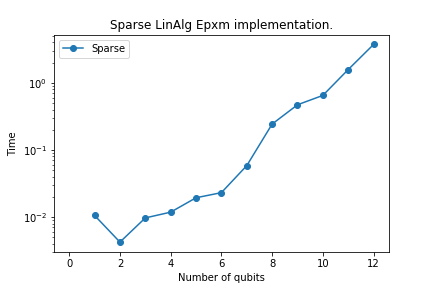 Sparse LinAlg Epxm implementation.
Sparse
Time
10⁰
10⁻¹
10⁻²
0 2 4 6 8 10 12
Number of qubits